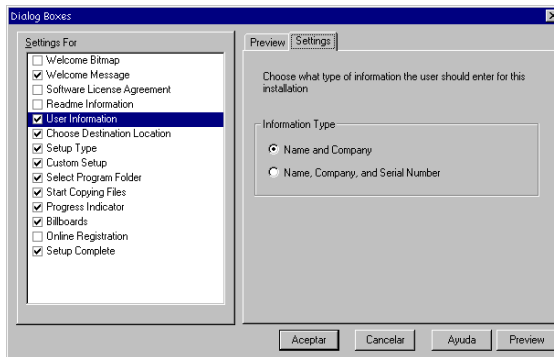 Dialog Boxes
Settings For
Welcome Bitmap
Welcome Message
Software License Agreement
Readme Information
User Information
Choose Destination Location
Setup Type
Custom Setup
Select Program Folder
Start Copying Files
Progress Indicator
Billboards
Online Registration
Setup Complete
Preview Settings
Choose what type of information the user should enter for this
installation
Information Type
Name and Company
Name, Company, and Serial Number
Aceptar Cancelar Ayuda Preview